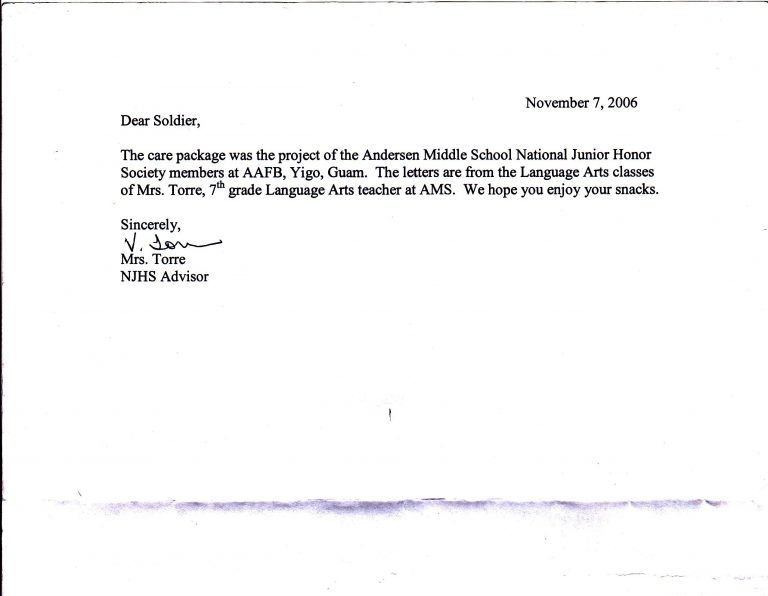 November 7, 2006
Dear Soldier,
The care package was the project of the Andersen Middle School National Junior Honor
Society members at AAFB, Yigo, Guam. The letters are from the Language Arts classes
of Mrs. Torre, 7th grade Language Arts teacher at AMS. We hope you enjoy your snacks.
Sincerely,
V. Torre
Mrs. Torre
NJHS Advisor